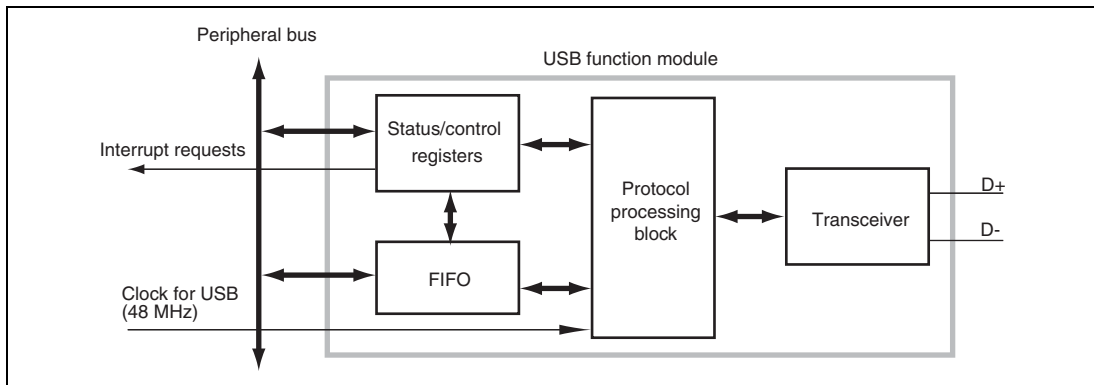 Peripheral bus
USB function module
Status/control
registers
Interrupt requests
Protocol
processing
block
Transceiver
D+
D-
FIFO
Clock for USB
(48 MHz)